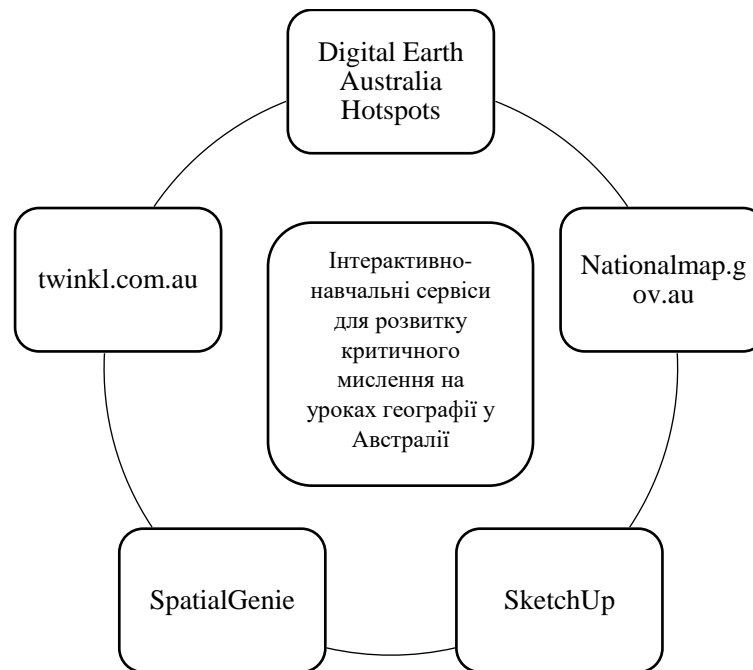 Digital Earth
Australia
Hotspots
twinkl.com.au
Інтерактивно-
навчальні сервіси
для розвитку
критичного
мислення на
уроках географії у
Австралії
Nationalmap.g
ov.au
SpatialGenie
SketchUp